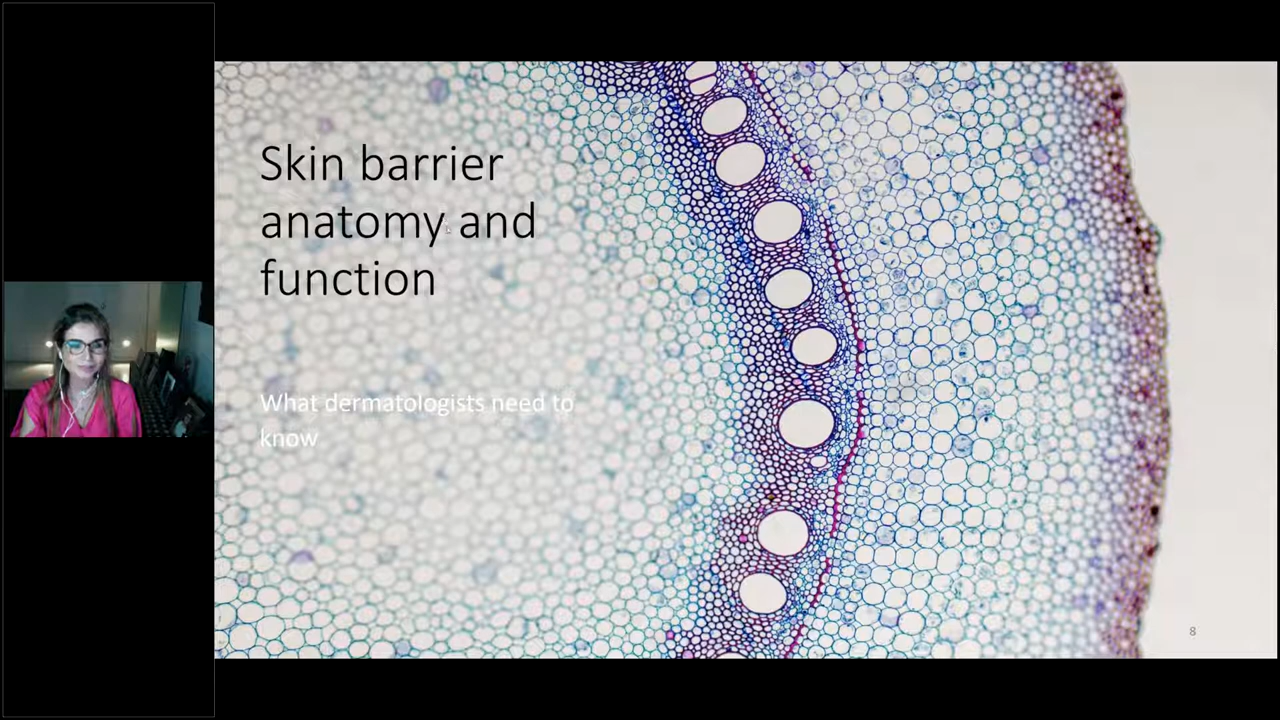 Skin barrier
anatomy and
function
What dermatologists need to
know
8